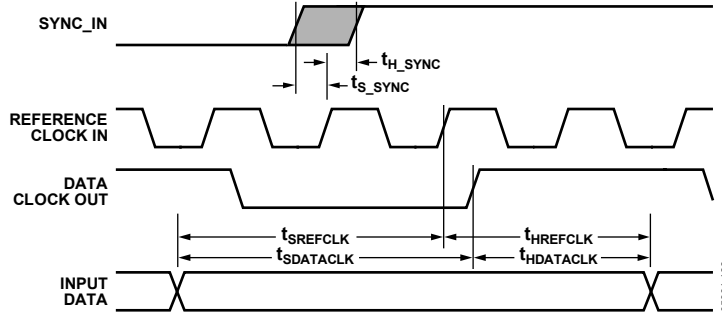 SYNC_IN
tH_SYNC
tS_SYNC
REFERENCE
CLOCK IN
DATA
CLOCK OUT
tSREFCLK
tHREFCLK
tSDATACLK
tHDATACLK
INPUT
DATA